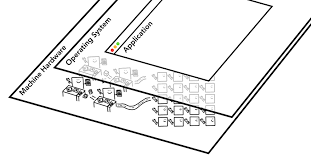 Application
Operating System
Machine Hardware